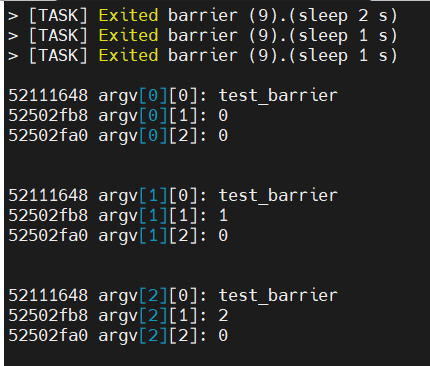 > [TASK] Exited barrier (9).(sleep 2 s)
> [TASK] Exited barrier (9).(sleep 1 s)
> [TASK] Exited barrier (9).(sleep 1 s)
52111648 argv[0][0]: test_barrier
52502fb8 argv[0][1]: 0
52502fa0 argv[0][2]: 0
52111648 argv[1][0]: test_barrier
52502fb8 argv[1][1]: 1
52502fa0 argv[1][2]: 0
52111648 argv[2][0]: test_barrier
52502fb8 argv[2][1]: 2
52502fa0 argv[2][2]: 0